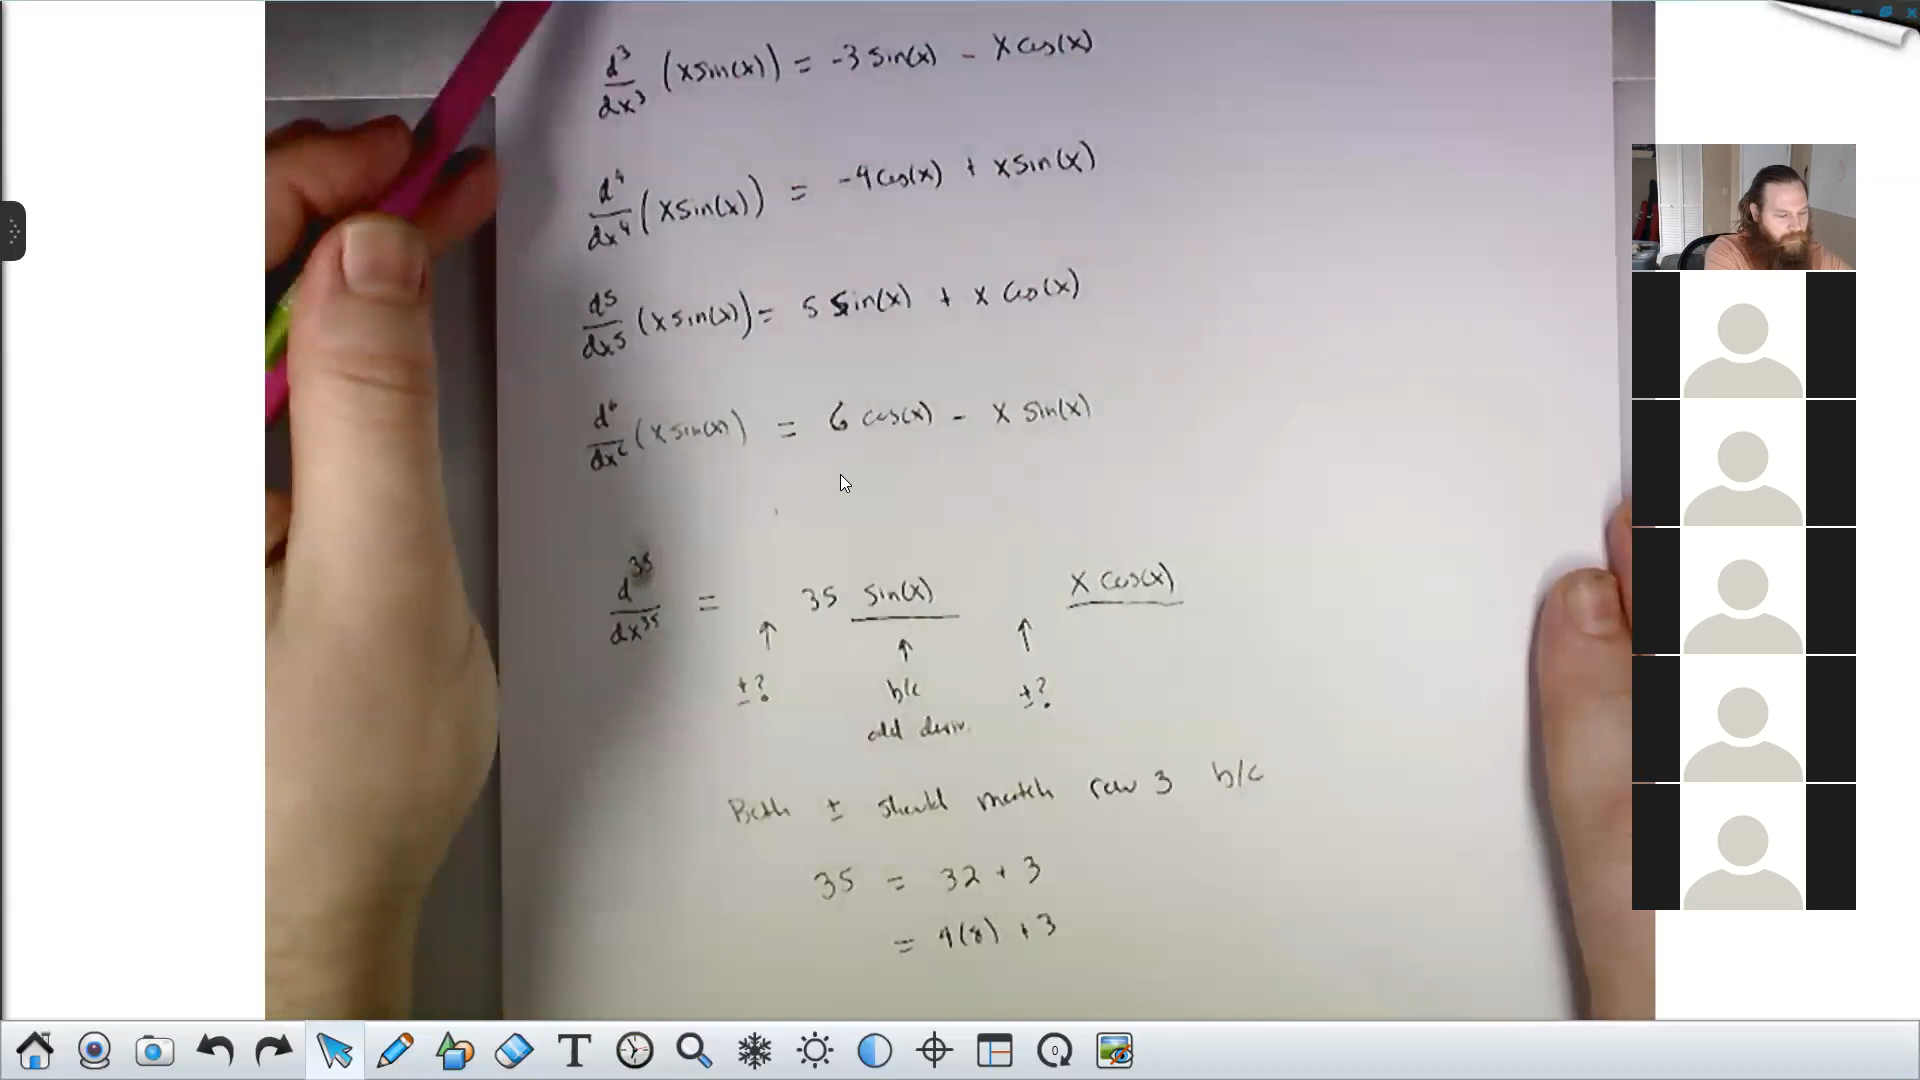 d³/dx³ (x sin(x)) = -3 sin(x) - x cos(x)
d⁴/dx⁴ (x sin(x)) = -4 cos(x) + x sin(x)
d⁵/dx⁵ (x sin(x)) = 5 sin(x) + x cos(x)
d⁶/dx⁶ (x sin(x)) = 6 cos(x) - x sin(x)
d³⁵/dx³⁵ = 35 sin(x) x cos(x)
↑ ↑ ↑
±? b/c ±?
odd deriv.
Both ± should match row 3 b/c
35 = 32 + 3
= 4(8) + 3
T
0